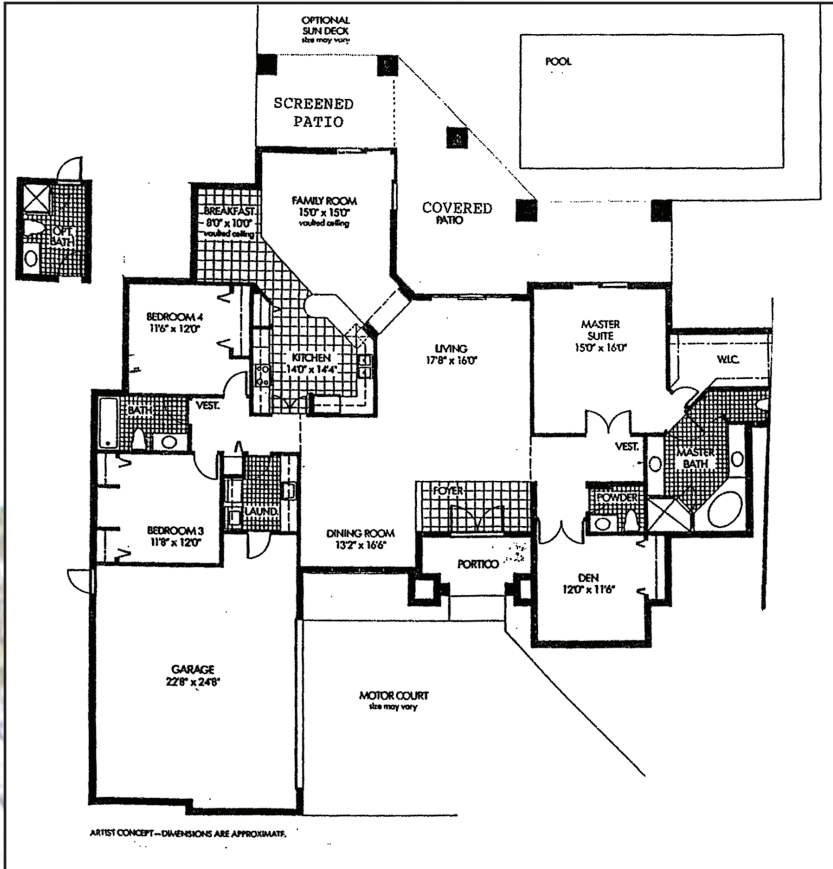 OPTIONAL
SUN DECK
size may vary
POOL
SCREENED
PATIO
FAMILY ROOM
15'0" x 15'0"
vaulted ceiling
BREAKFAST
8'0" x 10'0"
vaulted ceiling
COVERED
PATIO
OPT.
BATH
BEDROOM 4
11'6" x 12'0"
KITCHEN
14'0" x 14'4"
LIVING
17'8" x 16'0"
MASTER
SUITE
15'0" x 16'0"
W.I.C.
BATH
VEST.
VEST.
MASTER
BATH
FOYER
POWDER
LAUND.
BEDROOM 3
11'8" x 12'0"
DINING ROOM
13'2" x 16'6"
PORTICO
DEN
12'0" x 11'6"
GARAGE
22'8" x 24'8"
MOTOR COURT
size may vary
ARTIST CONCEPT—DIMENSIONS ARE APPROXIMATE.